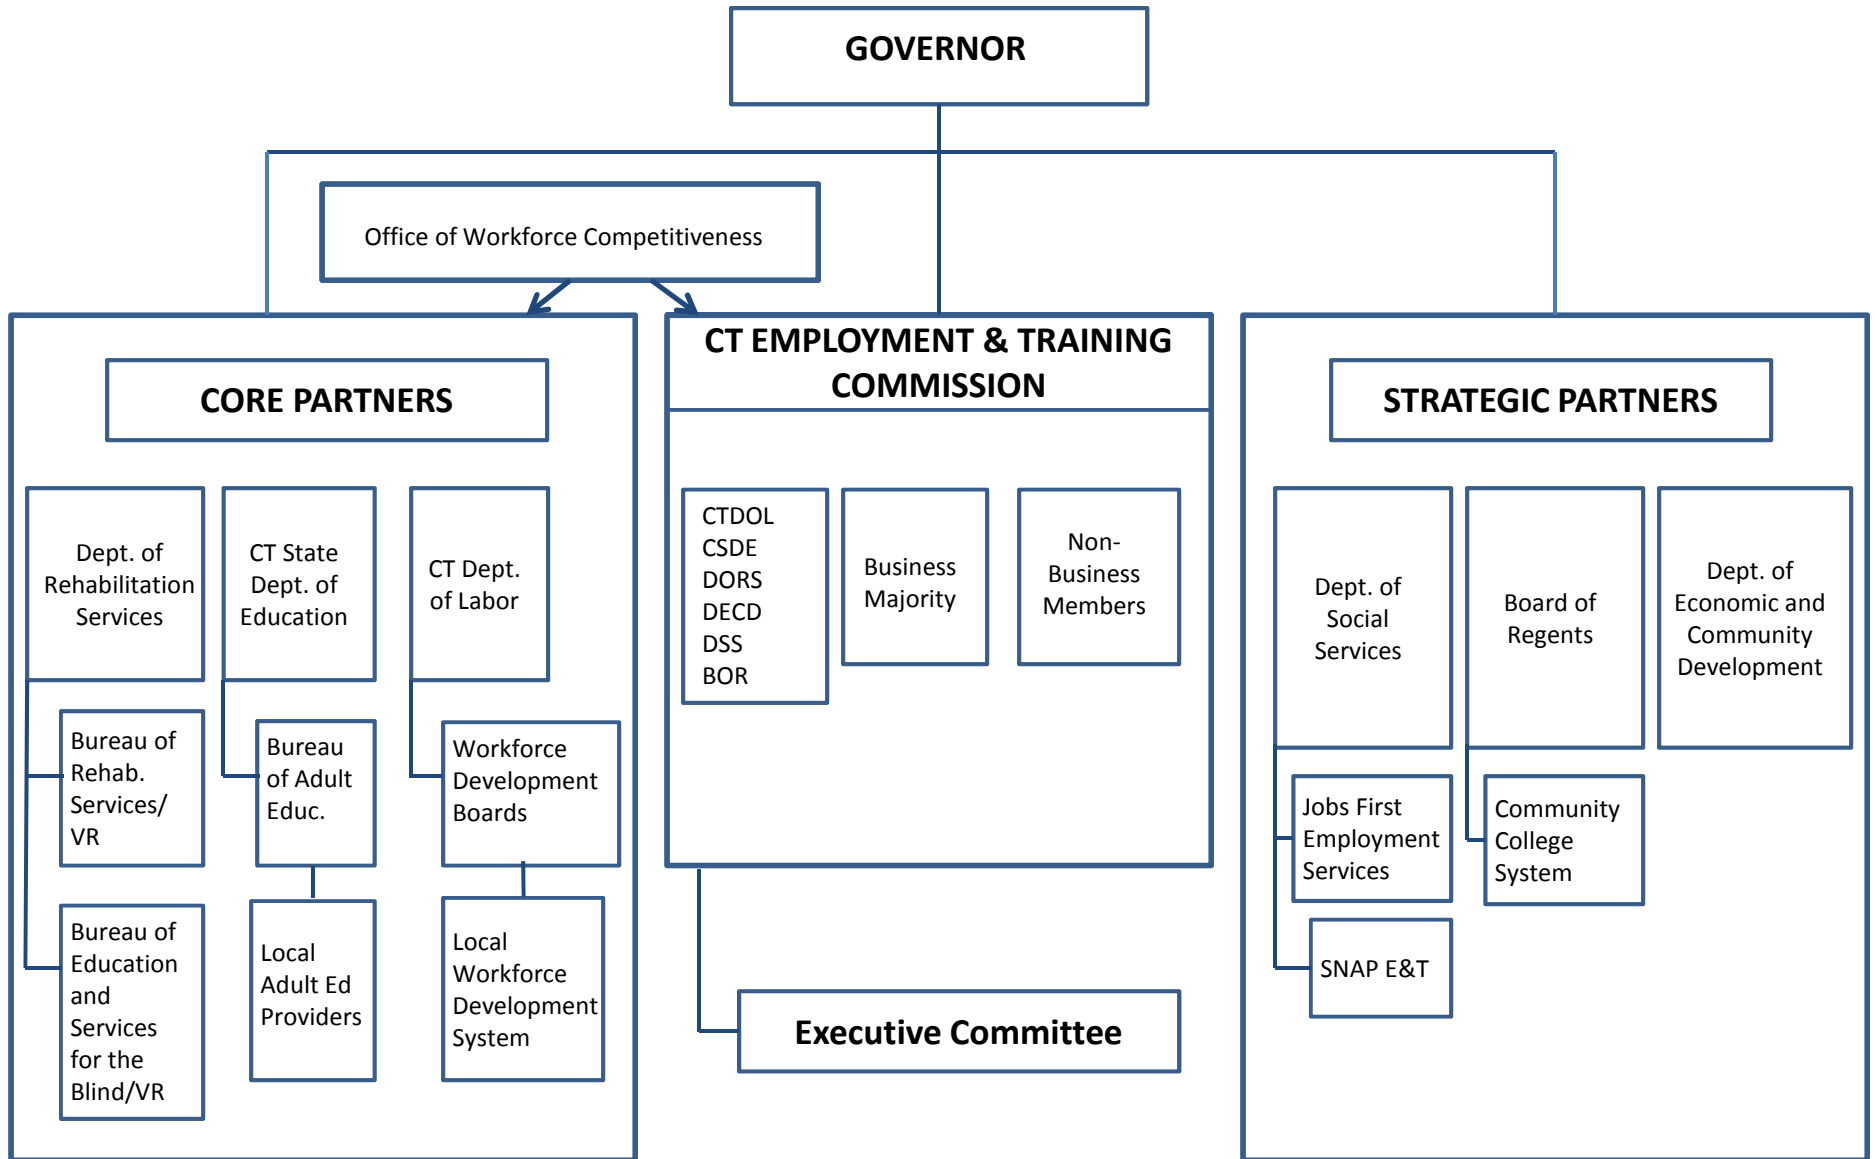 GOVERNOR
Office of Workforce Competitiveness
CORE PARTNERS
Dept. of
Rehabilitation
Services
CT State
Dept. of
Education
CT Dept.
of Labor
Bureau of
Rehab.
Services/
VR
Bureau
of Adult
Educ.
Workforce
Development
Boards
Bureau of
Education
and
Services
for the
Blind/VR
Local
Adult Ed
Providers
Local
Workforce
Development
System
CT EMPLOYMENT & TRAINING
COMMISSION
CTDOL
CSDE
DORS
DECD
DSS
BOR
Business
Majority
Non-
Business
Members
Executive Committee
STRATEGIC PARTNERS
Dept. of
Social
Services
Board of
Regents
Dept. of
Economic and
Community
Development
Jobs First
Employment
Services
Community
College
System
SNAP E&T